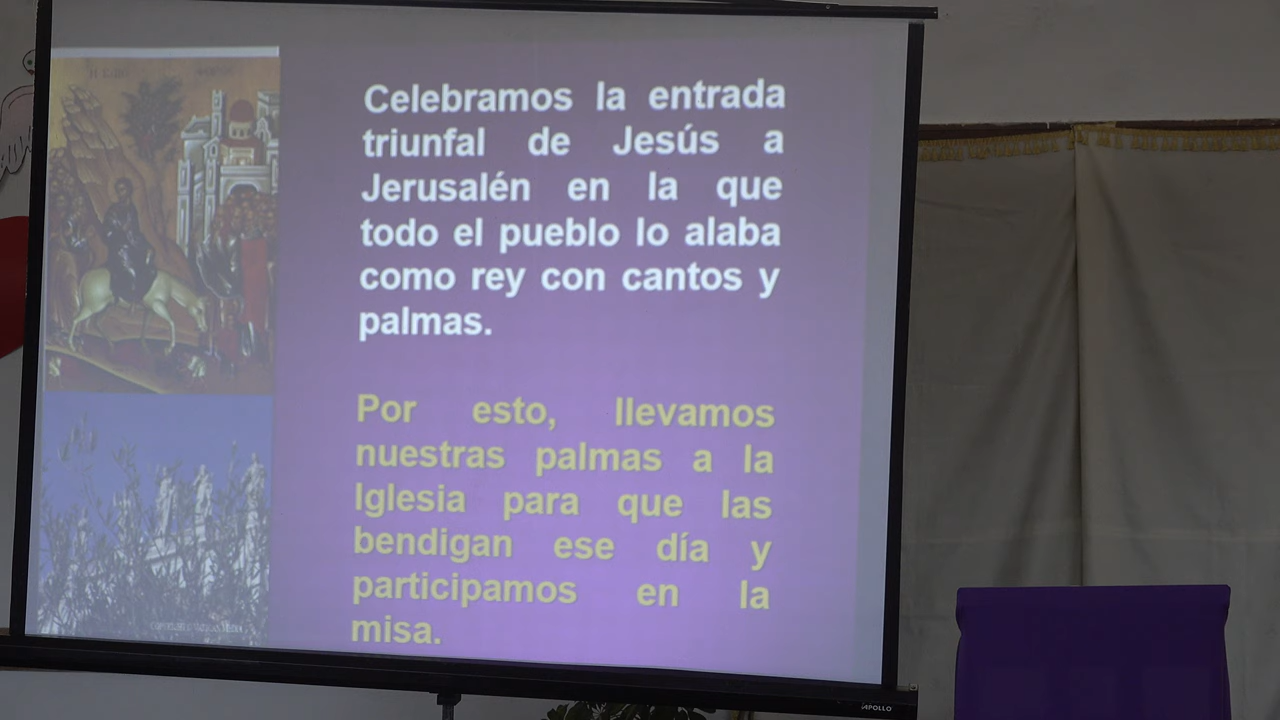 Celebramos la entrada
triunfal de Jesús a
Jerusalén en la que
todo el pueblo lo alaba
como rey con cantos y
palmas.
Por esto, llevamos
nuestras palmas a la
Iglesia para que las
bendigan ese día y
participamos en la
misa.
APOLLO